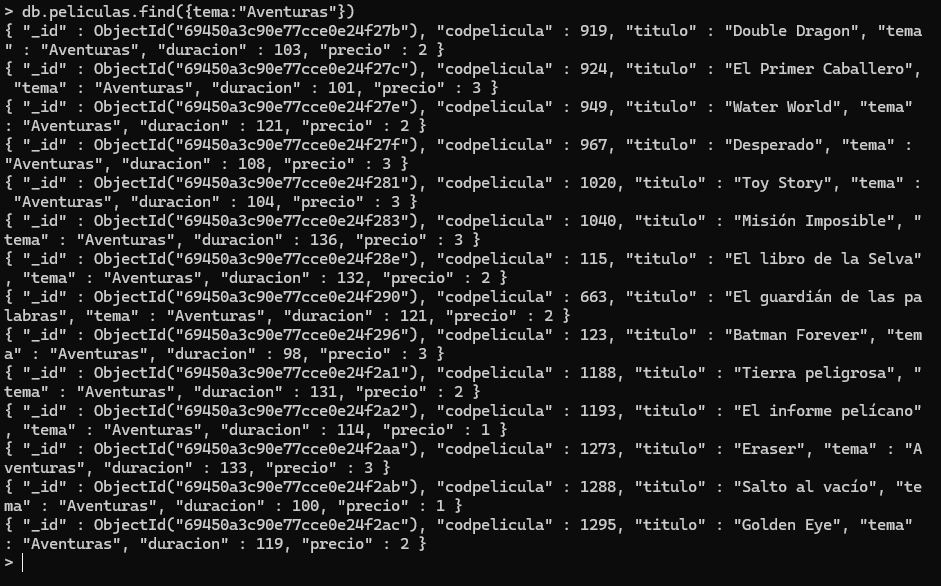 > db.peliculas.find({tema:"Aventuras"})
{ "_id" : ObjectId("69450a3c90e77cce0e24f27b"), "codpelicula" : 919, "titulo" : "Double Dragon", "tema
" : "Aventuras", "duracion" : 103, "precio" : 2 }
{ "_id" : ObjectId("69450a3c90e77cce0e24f27c"), "codpelicula" : 924, "titulo" : "El Primer Caballero",
 "tema" : "Aventuras", "duracion" : 101, "precio" : 3 }
{ "_id" : ObjectId("69450a3c90e77cce0e24f27e"), "codpelicula" : 949, "titulo" : "Water World", "tema"
: "Aventuras", "duracion" : 121, "precio" : 2 }
{ "_id" : ObjectId("69450a3c90e77cce0e24f27f"), "codpelicula" : 967, "titulo" : "Desperado", "tema" :
"Aventuras", "duracion" : 108, "precio" : 3 }
{ "_id" : ObjectId("69450a3c90e77cce0e24f281"), "codpelicula" : 1020, "titulo" : "Toy Story", "tema" :
 "Aventuras", "duracion" : 104, "precio" : 3 }
{ "_id" : ObjectId("69450a3c90e77cce0e24f283"), "codpelicula" : 1040, "titulo" : "Misión Imposible", "
tema" : "Aventuras", "duracion" : 136, "precio" : 3 }
{ "_id" : ObjectId("69450a3c90e77cce0e24f28e"), "codpelicula" : 115, "titulo" : "El libro de la Selva"
, "tema" : "Aventuras", "duracion" : 132, "precio" : 2 }
{ "_id" : ObjectId("69450a3c90e77cce0e24f290"), "codpelicula" : 663, "titulo" : "El guardián de las pa
labras", "tema" : "Aventuras", "duracion" : 121, "precio" : 2 }
{ "_id" : ObjectId("69450a3c90e77cce0e24f296"), "codpelicula" : 123, "titulo" : "Batman Forever", "tem
a" : "Aventuras", "duracion" : 98, "precio" : 3 }
{ "_id" : ObjectId("69450a3c90e77cce0e24f2a1"), "codpelicula" : 1188, "titulo" : "Tierra peligrosa", "
tema" : "Aventuras", "duracion" : 131, "precio" : 2 }
{ "_id" : ObjectId("69450a3c90e77cce0e24f2a2"), "codpelicula" : 1193, "titulo" : "El informe pelícano"
, "tema" : "Aventuras", "duracion" : 114, "precio" : 1 }
{ "_id" : ObjectId("69450a3c90e77cce0e24f2aa"), "codpelicula" : 1273, "titulo" : "Eraser", "tema" : "A
venturas", "duracion" : 133, "precio" : 3 }
{ "_id" : ObjectId("69450a3c90e77cce0e24f2ab"), "codpelicula" : 1288, "titulo" : "Salto al vacío", "te
ma" : "Aventuras", "duracion" : 100, "precio" : 1 }
{ "_id" : ObjectId("69450a3c90e77cce0e24f2ac"), "codpelicula" : 1295, "titulo" : "Golden Eye", "tema"
: "Aventuras", "duracion" : 119, "precio" : 2 }
>